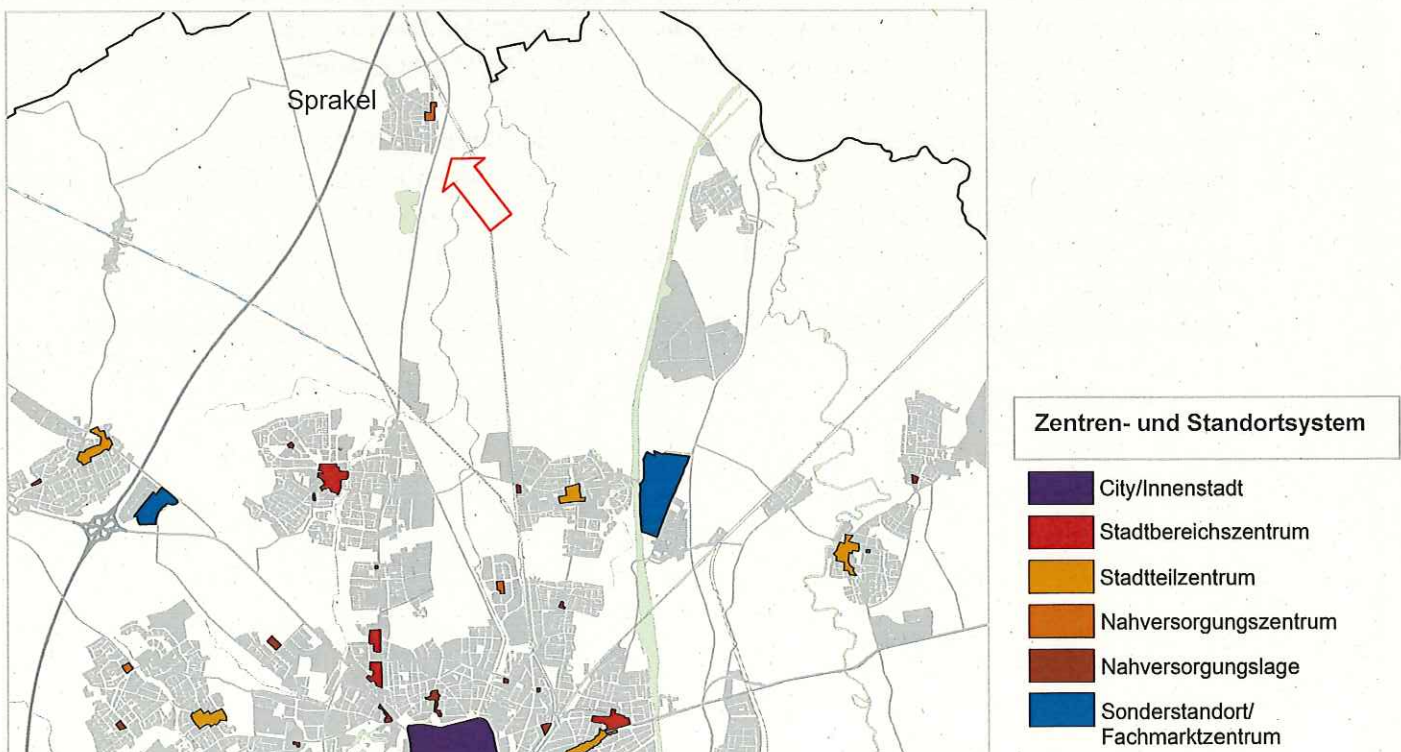 Sprakel
Zentren- und Standortsystem
City/Innenstadt
Stadtbereichszentrum
Stadtteilzentrum
Nahversorgungszentrum
Nahversorgungslage
Sonderstandort/
Fachmarktzentrum